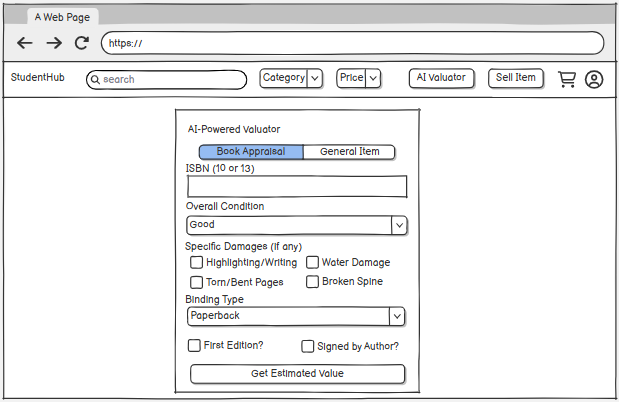 A Web Page
https://
StudentHub search Category Price AI Valuator Sell Item
AI-Powered Valuator
Book Appraisal General Item
ISBN (10 or 13)
Overall Condition
Good
Specific Damages (if any)
Highlighting/Writing Water Damage
Torn/Bent Pages Broken Spine
Binding Type
Paperback
First Edition? Signed by Author?
Get Estimated Value